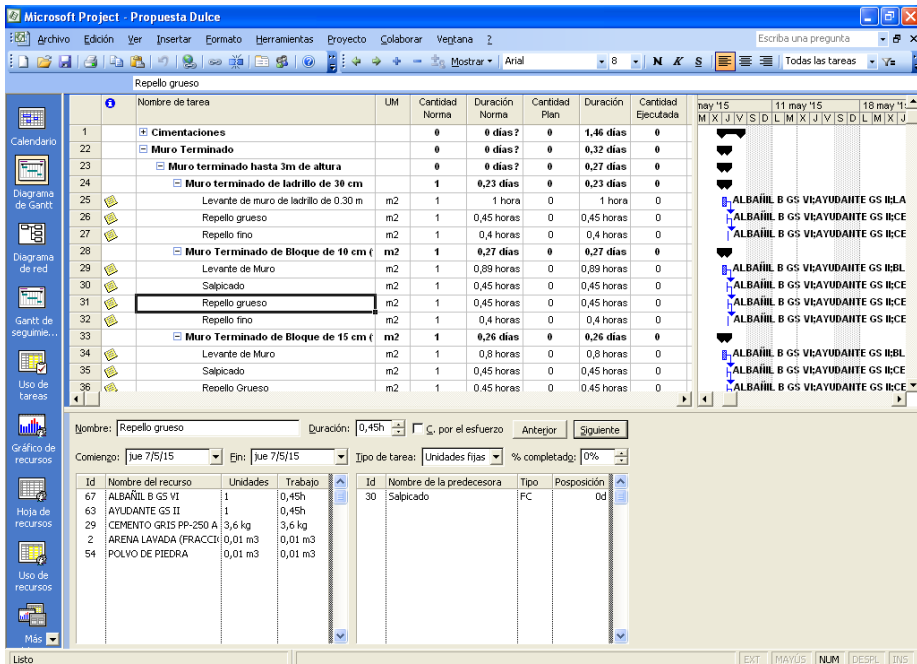 Microsoft Project - Propuesta Dulce
Archivo Edición Ver Insertar Formato Herramientas Proyecto Colaborar Ventana ? Escriba una pregunta
Mostrar Arial 8 N K S Todas las tareas
Repello grueso
Nombre de tarea UM Cantidad Norma Duración Norma Cantidad Plan Duración Cantidad Ejecutada may '15 11 may '15 18 may '1
M X J V S D L M X J V S D L M X J
1 Cimentaciones 0 0 días? 0 1,46 días 0
22 Muro Terminado 0 0 días? 0 0,32 días 0
23 Muro terminado hasta 3m de altura 0 0 días? 0 0,27 días 0
24 Muro terminado de ladrillo de 30 cm 1 0,23 días 0 0,23 días 0
25 Levante de muro de ladrillo de 0.30 m m2 1 1 hora 0 1 hora 0 ALBAÑIL B GS VI;AYUDANTE GS II;LA
26 Repello grueso m2 1 0,45 horas 0 0,45 horas 0 ALBAÑIL B GS VI;AYUDANTE GS II;CE
27 Repello fino m2 1 0,4 horas 0 0,4 horas 0 ALBAÑIL B GS VI;AYUDANTE GS II;CE
28 Muro Terminado de Bloque de 10 cm ( m2 1 0,27 días 0 0,27 días 0
29 Levante de Muro m2 1 0,89 horas 0 0,89 horas 0 ALBAÑIL B GS VI;AYUDANTE GS II;BL
30 Salpicado m2 1 0,45 horas 0 0,45 horas 0 ALBAÑIL B GS VI;AYUDANTE GS II;CE
31 Repello grueso m2 1 0,45 horas 0 0,45 horas 0 ALBAÑIL B GS VI;AYUDANTE GS II;CE
32 Repello fino m2 1 0,4 horas 0 0,4 horas 0 ALBAÑIL B GS VI;AYUDANTE GS II;CE
33 Muro Terminado de Bloque de 15 cm ( m2 1 0,26 días 0 0,26 días 0
34 Levante de Muro m2 1 0,8 horas 0 0,8 horas 0 ALBAÑIL B GS VI;AYUDANTE GS II;BL
35 Salpicado m2 1 0,45 horas 0 0,45 horas 0 ALBAÑIL B GS VI;AYUDANTE GS II;CE
36 Repello Grueso m2 1 0,45 horas 0 0,45 horas 0 ALBAÑIL B GS VI;AYUDANTE GS II;CE
Calendario
Diagrama de Gantt
Diagrama de red
Gantt de seguimie...
Uso de tareas
Gráfico de recursos
Hoja de recursos
Uso de recursos
Más
Nombre: Repello grueso Duración: 0,45h C. por el esfuerzo Anterior Siguiente
Comienzo: jue 7/5/15 Fin: jue 7/5/15 Tipo de tarea: Unidades fijas % completado: 0%
Id Nombre del recurso Unidades Trabajo Id Nombre de la predecesora Tipo Posposición
67 ALBAÑIL B GS VI 1 0,45h 30 Salpicado FC 0d
63 AYUDANTE GS II 1 0,45h
29 CEMENTO GRIS PP-250 A 3,6 kg 3,6 kg
2 ARENA LAVADA (FRACCI 0,01 m3 0,01 m3
54 POLVO DE PIEDRA 0,01 m3 0,01 m3
Listo EXT MAYÚS NUM DESPL INS